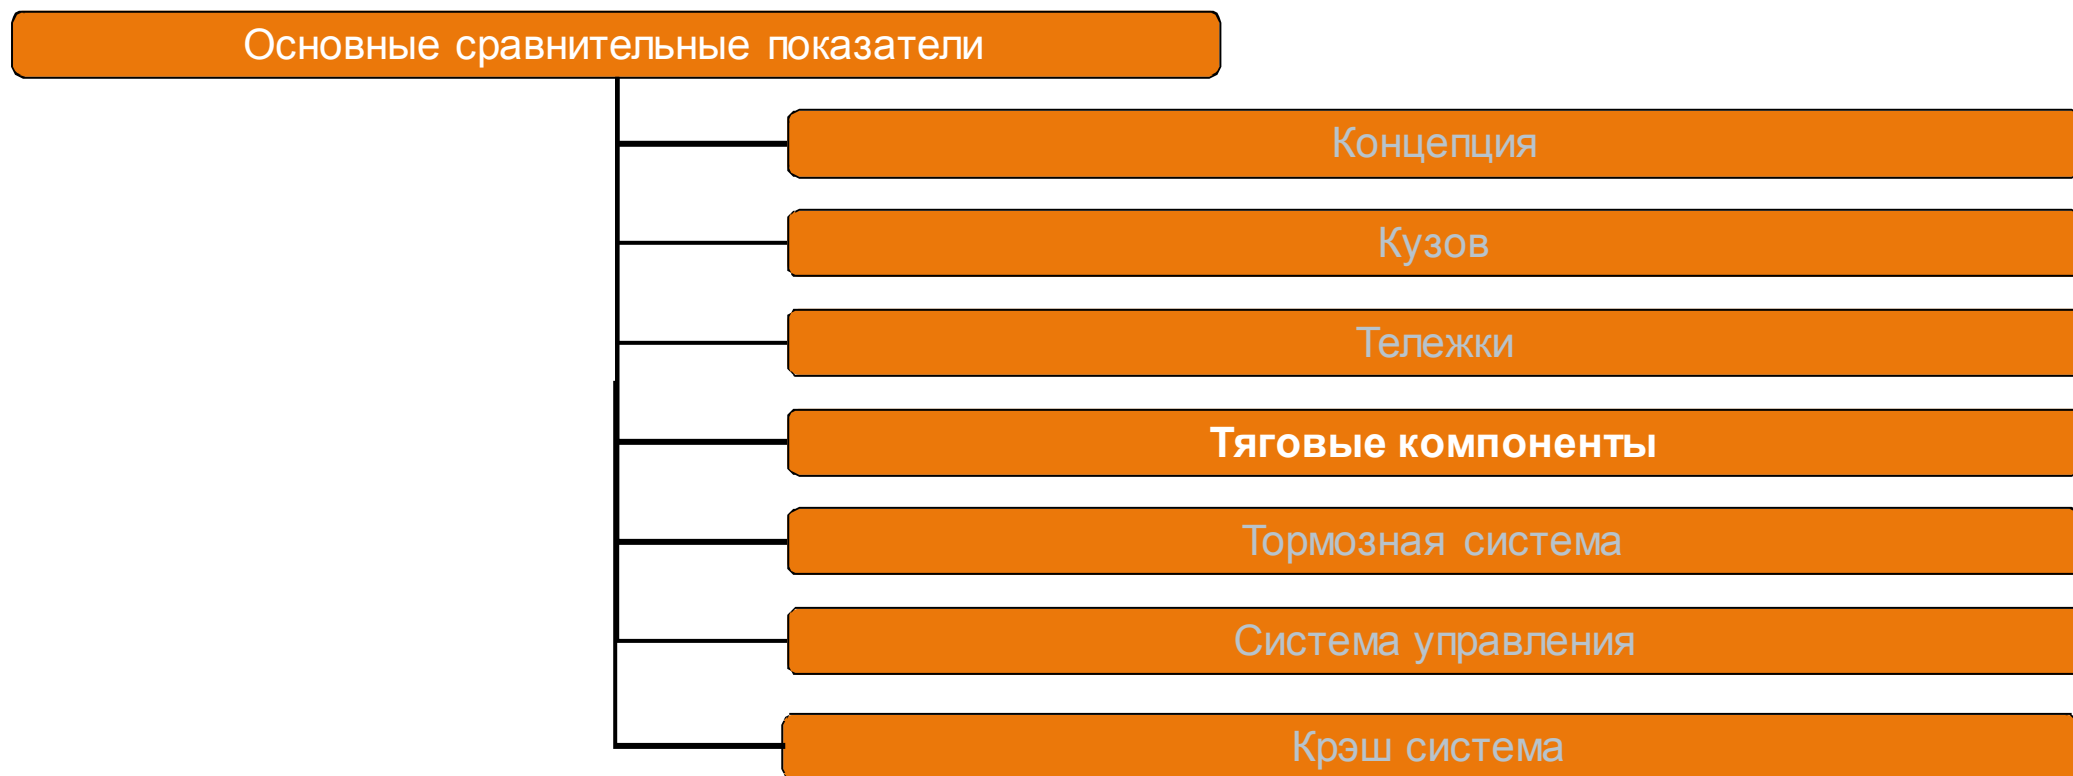 Основные сравнительные показатели
Концепция
Кузов
Тележки
Тяговые компоненты
Тормозная система
Система управления
Крэш система